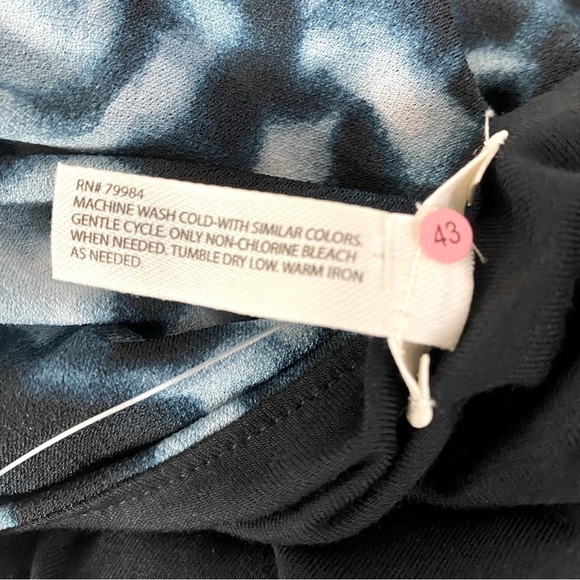 RN# 79984
MACHINE WASH COLD-WITH SIMILAR COLORS.
GENTLE CYCLE. ONLY NON-CHLORINE BLEACH
WHEN NEEDED. TUMBLE DRY LOW. WARM IRON
AS NEEDED.
43